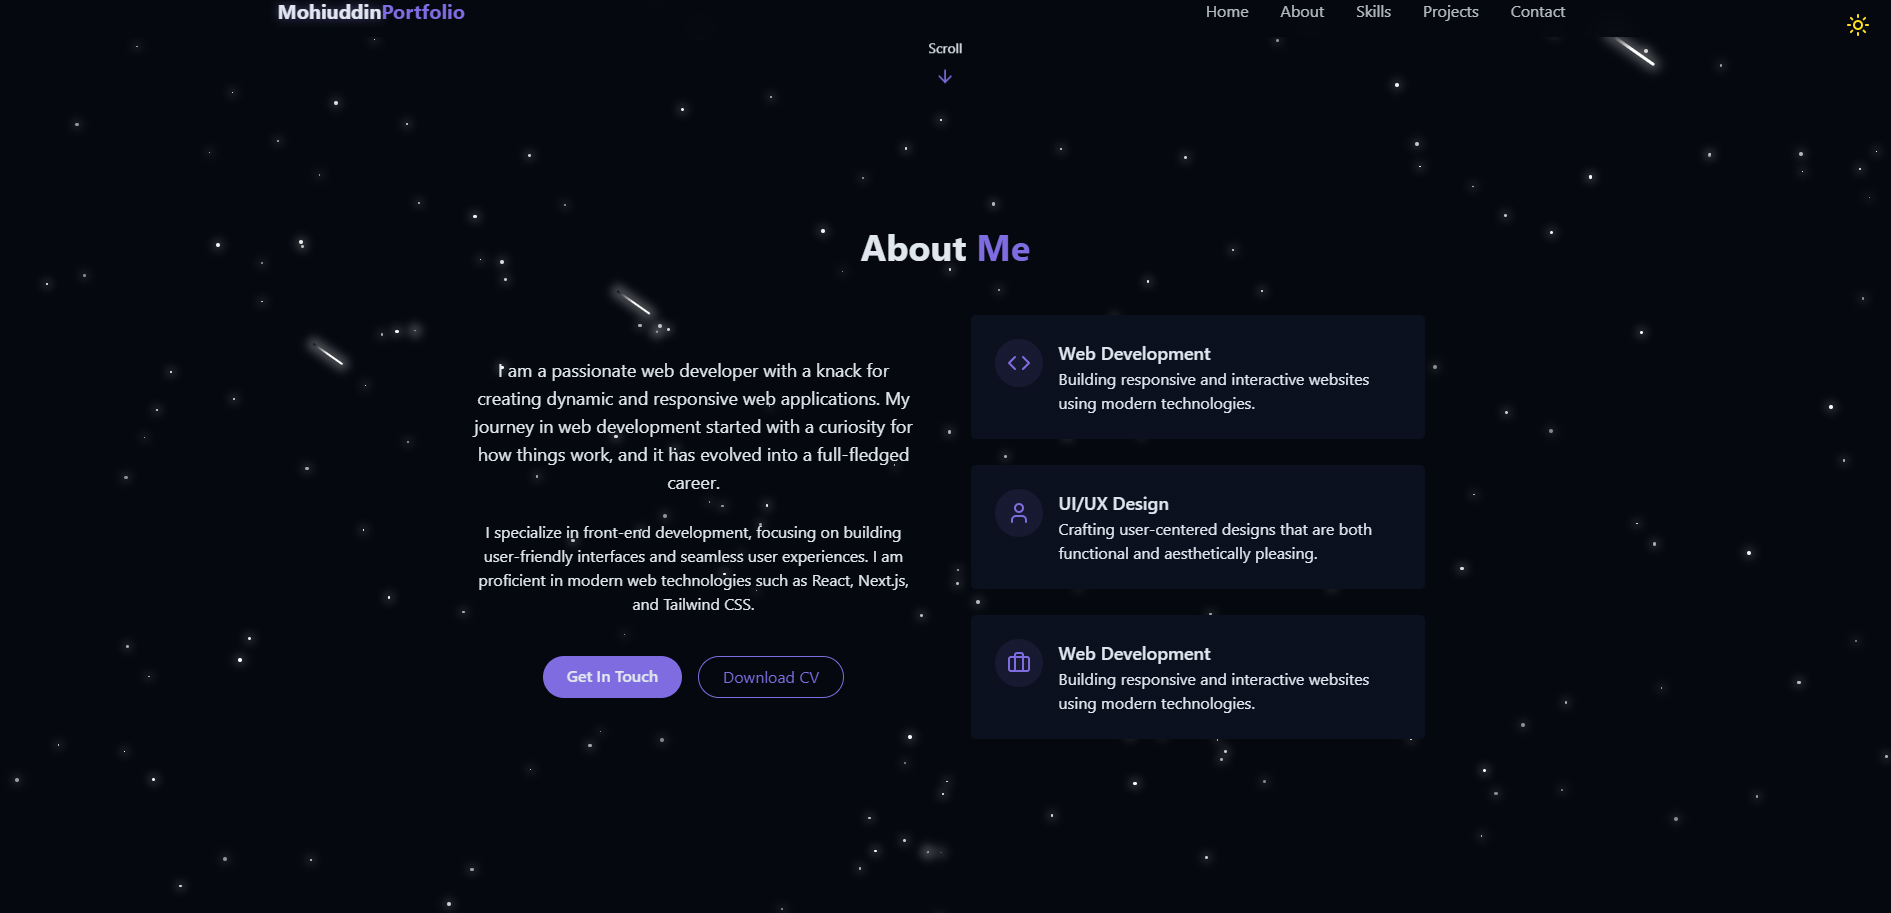 MohiuddinPortfolio
Home About Skills Projects Contact
Scroll
About Me
I am a passionate web developer with a knack for
creating dynamic and responsive web applications. My
journey in web development started with a curiosity for
how things work, and it has evolved into a full-fledged
career.
I specialize in front-end development, focusing on building
user-friendly interfaces and seamless user experiences. I am
proficient in modern web technologies such as React, Next.js,
and Tailwind CSS.
Get In Touch
Download CV
Web Development
Building responsive and interactive websites
using modern technologies.
UI/UX Design
Crafting user-centered designs that are both
functional and aesthetically pleasing.
Web Development
Building responsive and interactive websites
using modern technologies.